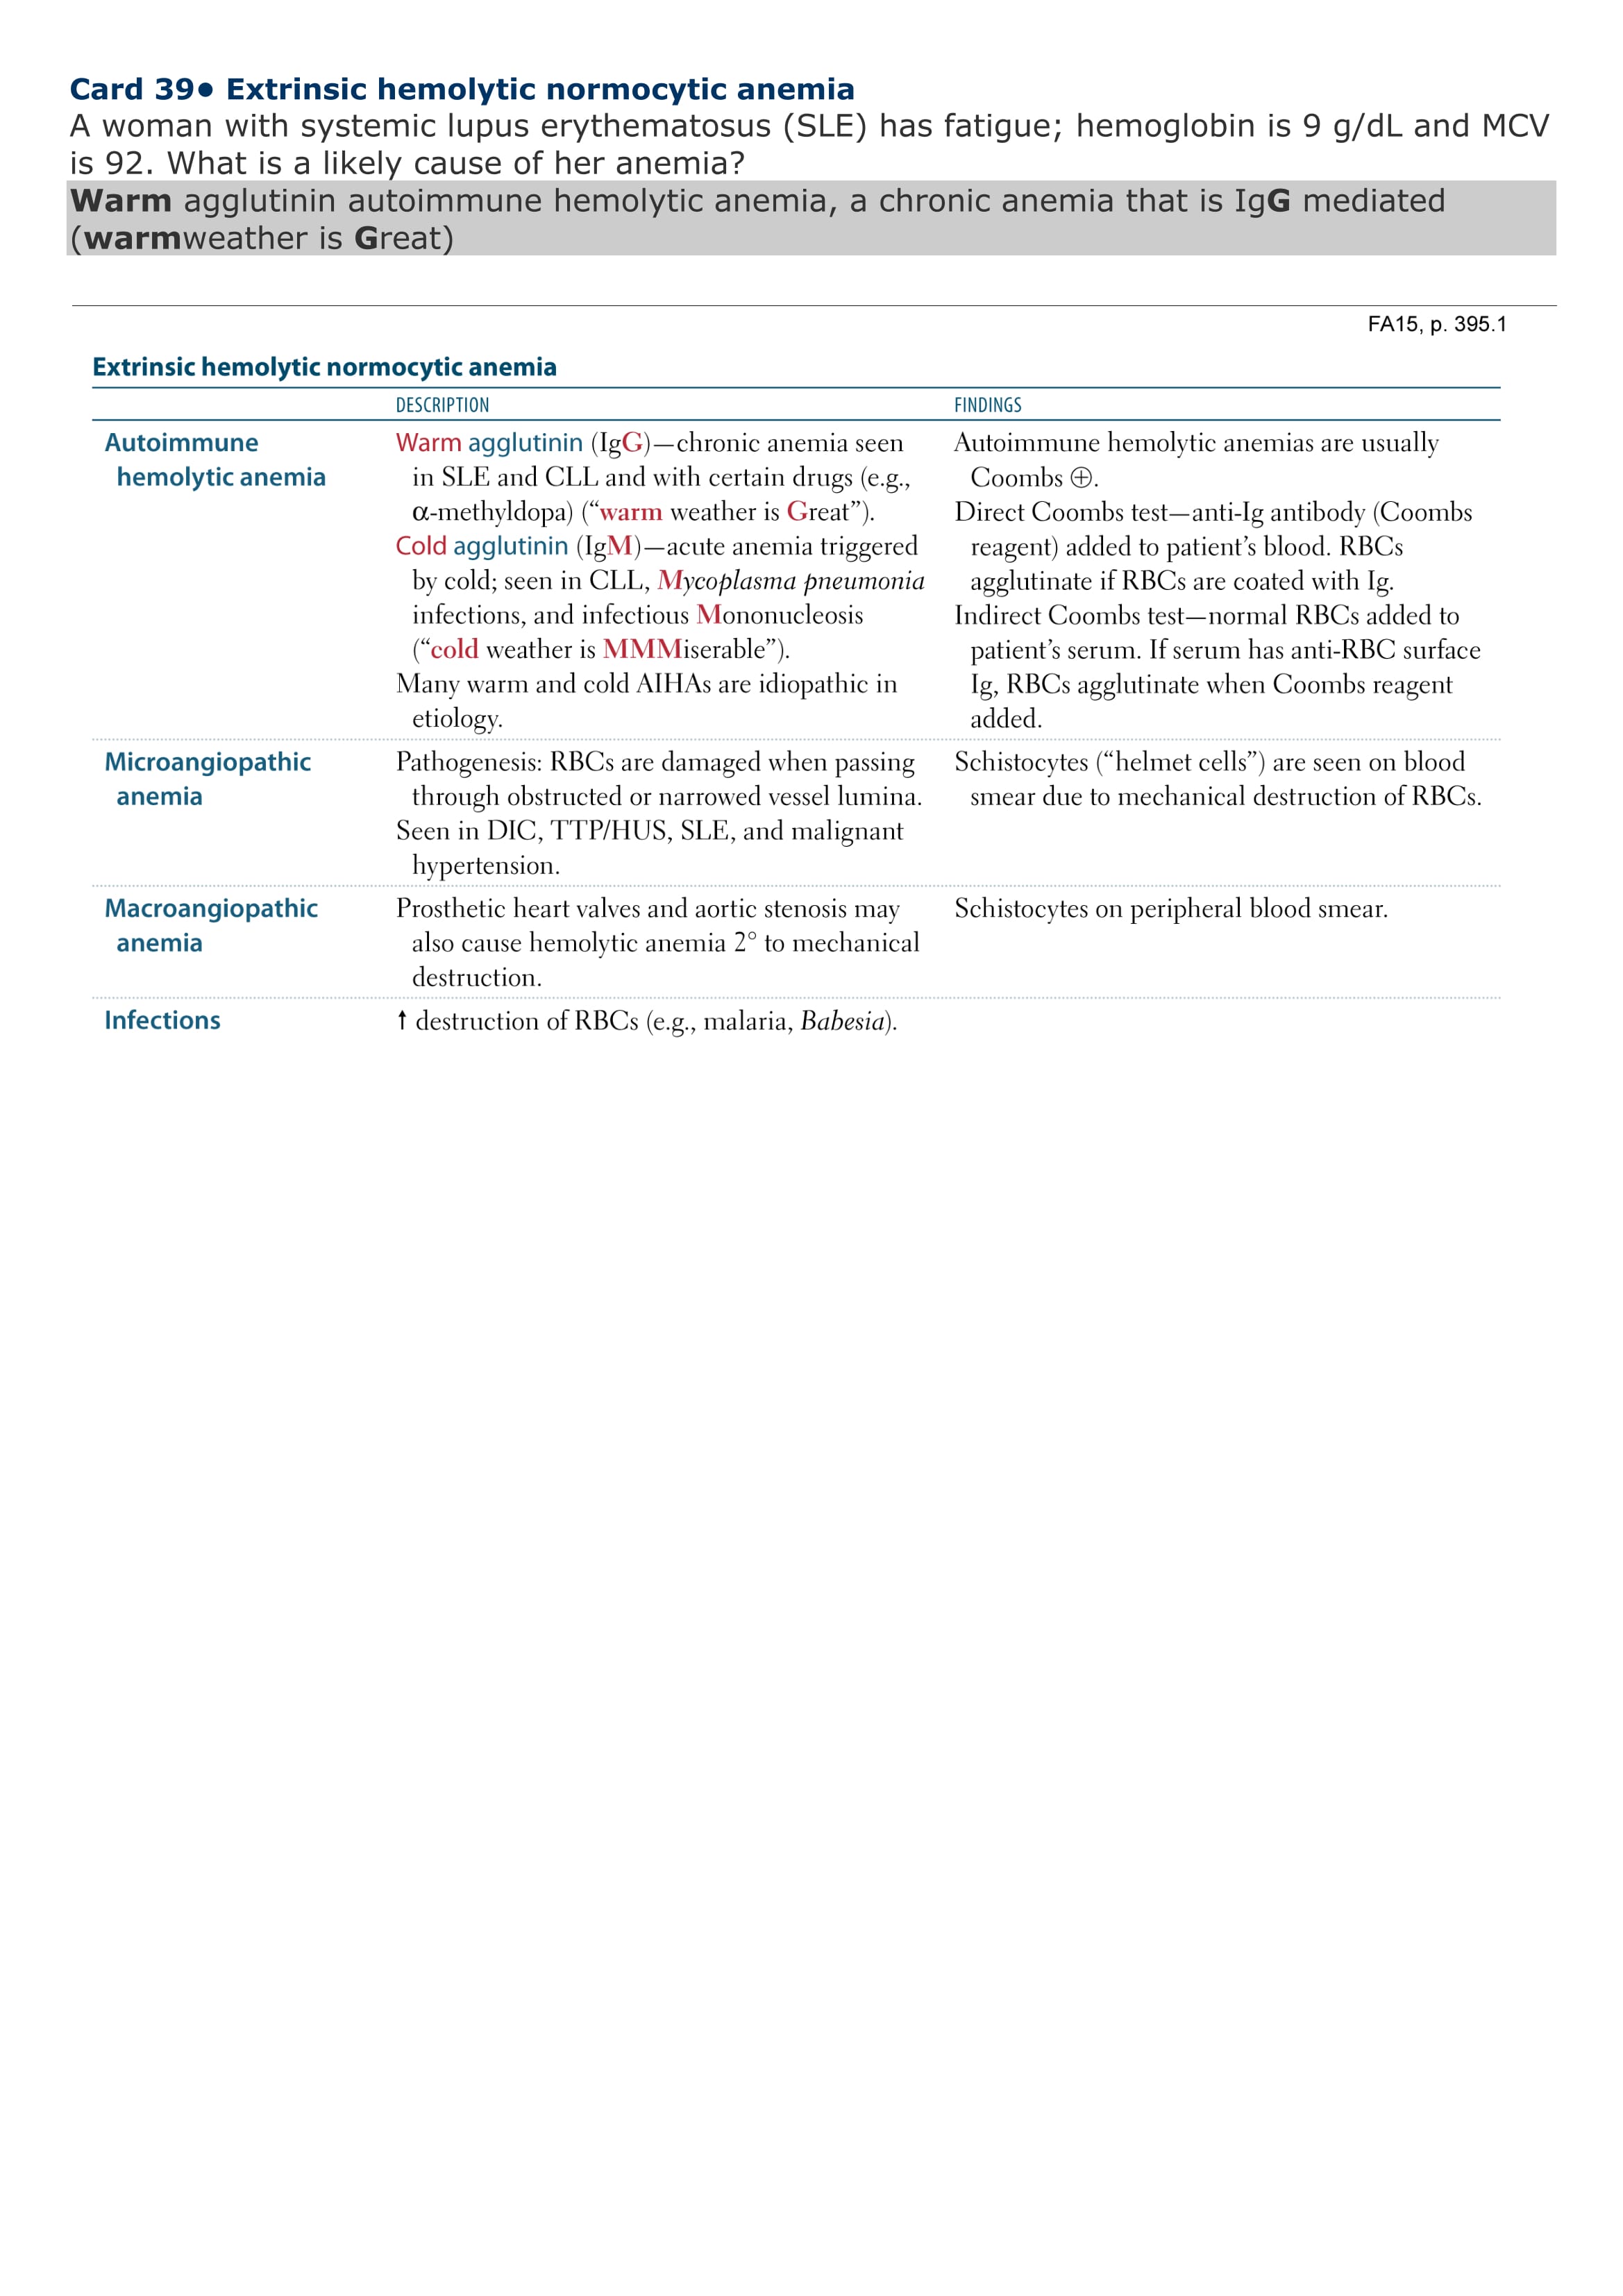 Card 39• Extrinsic hemolytic normocytic anemia
A woman with systemic lupus erythematosus (SLE) has fatigue; hemoglobin is 9 g/dL and MCV
is 92. What is a likely cause of her anemia?
Warm agglutinin autoimmune hemolytic anemia, a chronic anemia that is IgG mediated
(warmweather is Great)
FA15, p. 395.1
Extrinsic hemolytic normocytic anemia
DESCRIPTION
FINDINGS
Autoimmune
hemolytic anemia
Warm agglutinin (IgG)—chronic anemia seen
in SLE and CLL and with certain drugs (e.g.,
α-methyldopa) (“warm weather is Great”).
Cold agglutinin (IgM)—acute anemia triggered
by cold; seen in CLL, Mycoplasma pneumonia
infections, and infectious Mononucleosis
(“cold weather is MMMiserable”).
Many warm and cold AIHAs are idiopathic in
etiology.
Autoimmune hemolytic anemias are usually
Coombs ⊕.
Direct Coombs test—anti-Ig antibody (Coombs
reagent) added to patient’s blood. RBCs
agglutinate if RBCs are coated with Ig.
Indirect Coombs test—normal RBCs added to
patient’s serum. If serum has anti-RBC surface
Ig, RBCs agglutinate when Coombs reagent
added.
Microangiopathic
anemia
Pathogenesis: RBCs are damaged when passing
through obstructed or narrowed vessel lumina.
Seen in DIC, TTP/HUS, SLE, and malignant
hypertension.
Schistocytes (“helmet cells”) are seen on blood
smear due to mechanical destruction of RBCs.
Macroangiopathic
anemia
Prosthetic heart valves and aortic stenosis may
also cause hemolytic anemia 2° to mechanical
destruction.
Schistocytes on peripheral blood smear.
Infections
↑ destruction of RBCs (e.g., malaria, Babesia).